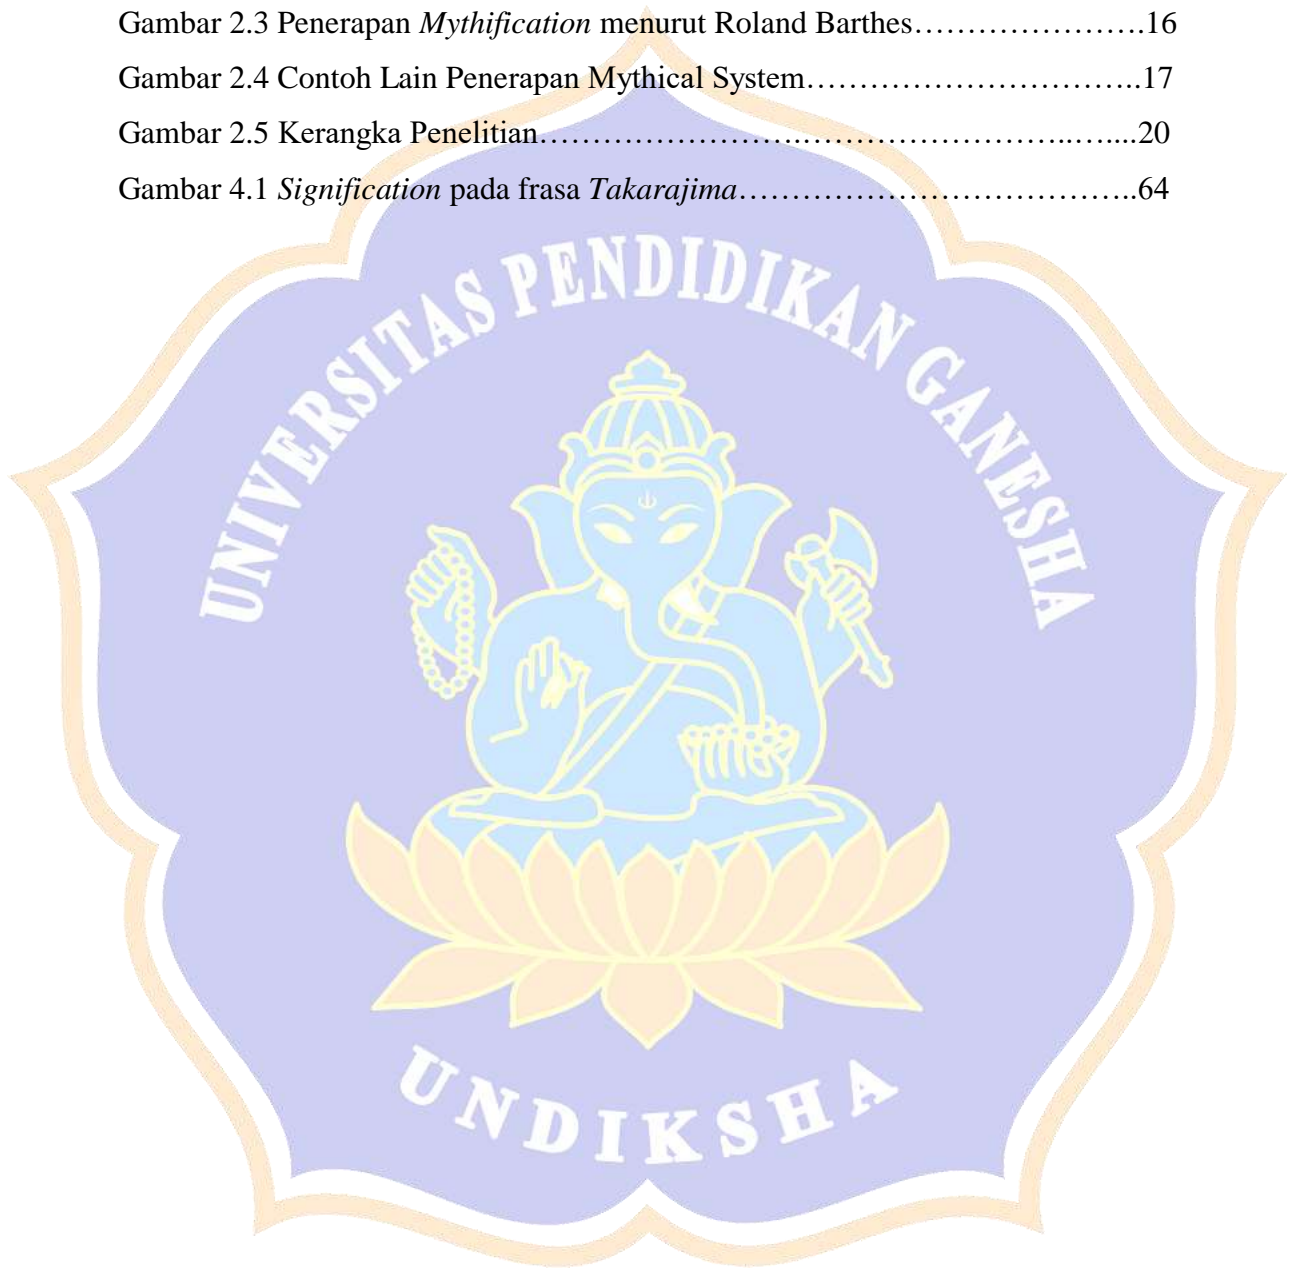 Gambar 2.3 Penerapan Mythification menurut Roland Barthes………………….16
Gambar 2.4 Contoh Lain Penerapan Mythical System…………………………..17
Gambar 2.5 Kerangka Penelitian…………………….……………………..…....20
Gambar 4.1 Signification pada frasa Takarajima………………………………..64
UNIVERSITAS PENDIDIKAN GANESHA
UNDIKSHA